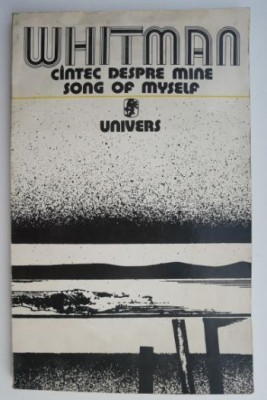 WHITMAN
CÎNTEC DESPRE MINE
SONG OF MYSELF
UNIVERS